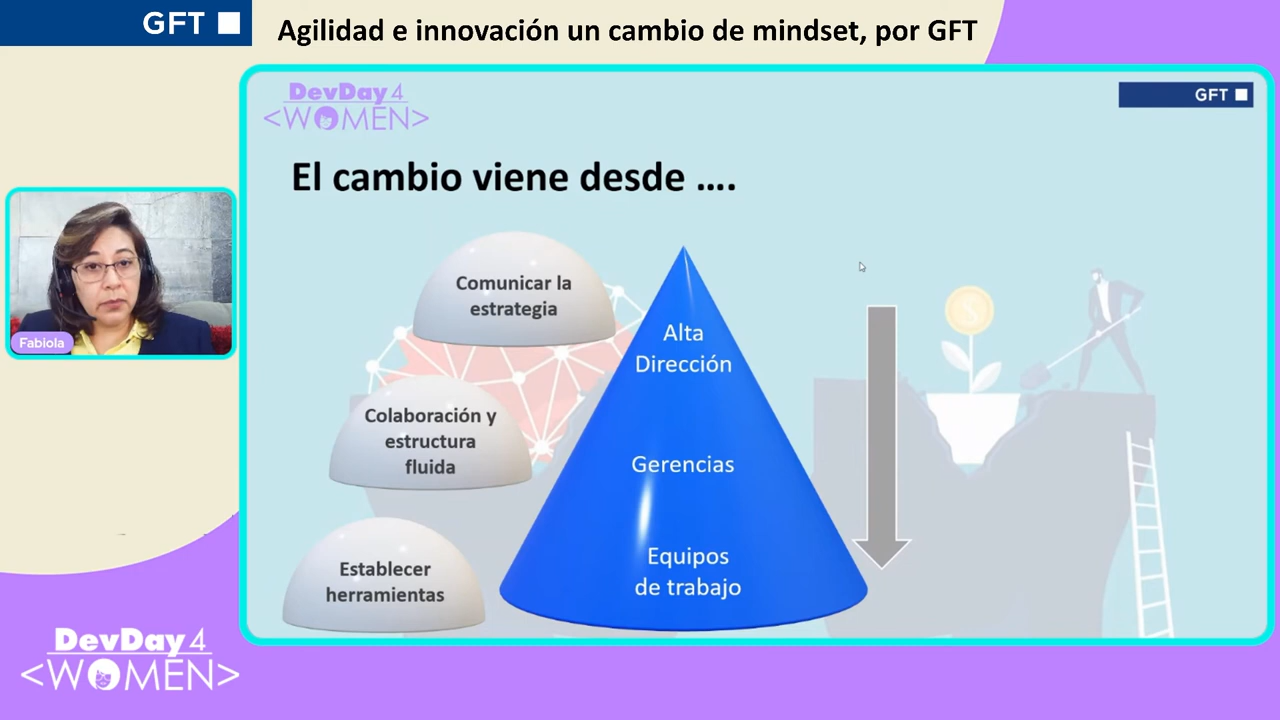 GFT
Agilidad e innovación un cambio de mindset, por GFT
DevDay4
<WOMEN>
GFT
El cambio viene desde ....
Comunicar la
estrategia
Alta
Dirección
Colaboración y
estructura
fluida
Gerencias
Establecer
herramientas
Equipos
de trabajo
Fabiola
DevDay4
<WOMEN>